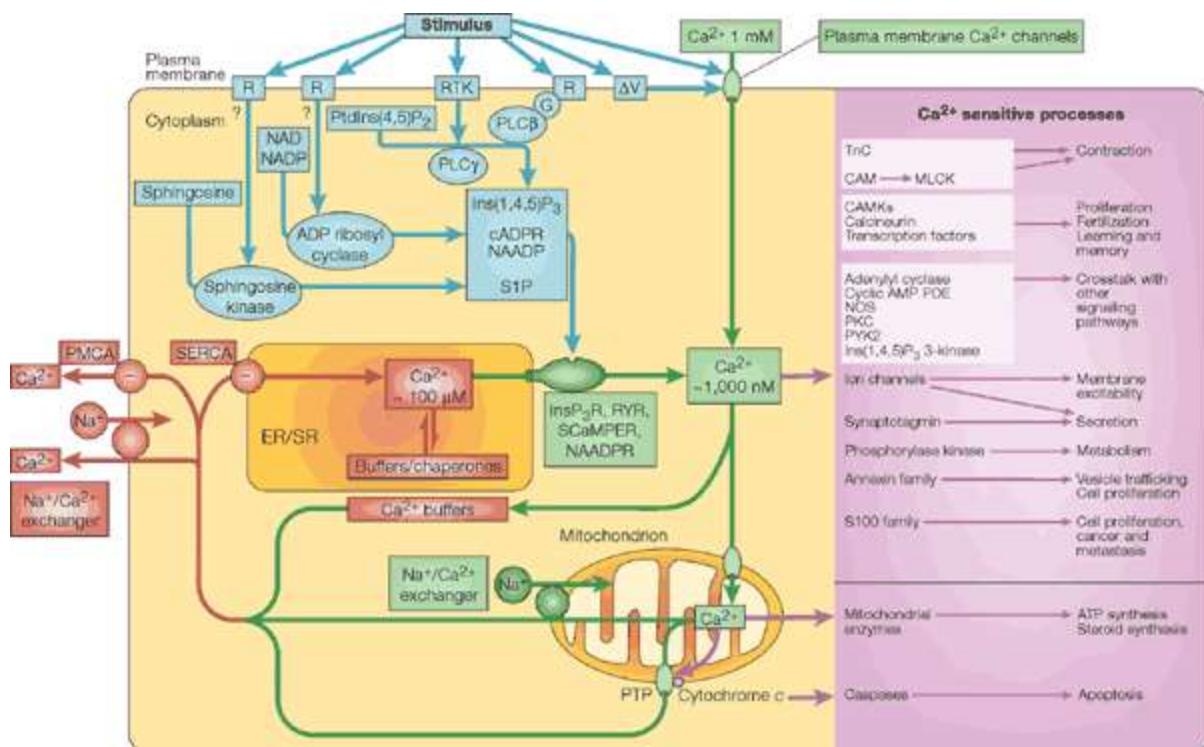 Stimulus
Ca2+ 1 mM
Plasma membrane Ca2+ channels
Plasma
membrane
R
R
RTK
R
ΔV
?
?
G
Cytoplasm
PtdIns(4,5)P2
PLCβ
NAD
NADP
PLCγ
Sphingosine
Ins(1,4,5)P3
cADPR
NAADP
S1P
ADP ribosyl
cyclase
Sphingosine
kinase
PMCA
SERCA
Ca2+
–
–
Ca2+
~ 100 μM
Ca2+
~1,000 nM
Na+
ER/SR
InsP3R, RYR,
SCaMPER,
NAADPR
Ca2+
Buffers/chaperones
Na+/Ca2+
exchanger
Ca2+ buffers
Mitochondrion
Na+/Ca2+
exchanger
Na+
Ca2+
PTP
Cytochrome c
Ca2+ sensitive processes
TnC
Contraction
CAM
MLCK
CAMKs
Calcineurin
Transcription factors
Proliferation
Fertilization
Learning and
memory
Adenylyl cyclase
Cyclic AMP PDE
NOS
PKC
PYK2
Ins(1,4,5)P3 3-kinase
Crosstalk with
other
signalling
pathways
Ion channels
Membrane
excitability
Synaptotagmin
Secretion
Phosphorylase kinase
Metabolism
Annexin family
Vesicle trafficking
Cell proliferation
S100 family
Cell proliferation,
cancer and
metastasis
Mitochondrial
enzymes
ATP synthesis
Steroid synthesis
Caspases
Apoptosis